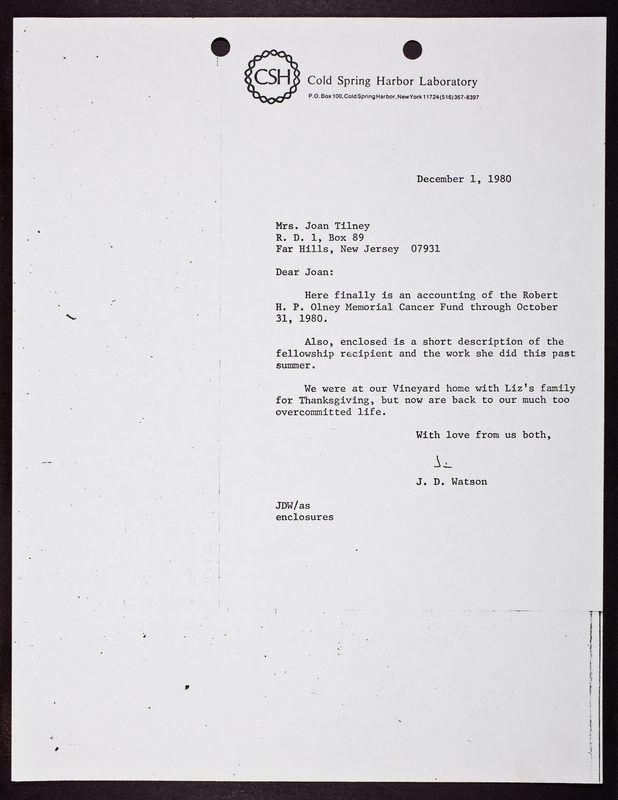 CSH
Cold Spring Harbor Laboratory
P.O. Box 100, Cold Spring Harbor, New York 11724 (516) 367-8397
December 1, 1980
Mrs. Joan Tilney
R. D. 1, Box 89
Far Hills, New Jersey 07931
Dear Joan:
Here finally is an accounting of the Robert
H. P. Olney Memorial Cancer Fund through October
31, 1980.
Also, enclosed is a short description of the
fellowship recipient and the work she did this past
summer.
We were at our Vineyard home with Liz's family
for Thanksgiving, but now are back to our much too
overcommitted life.
With love from us both,
J. D. Watson
JDW/as
enclosures